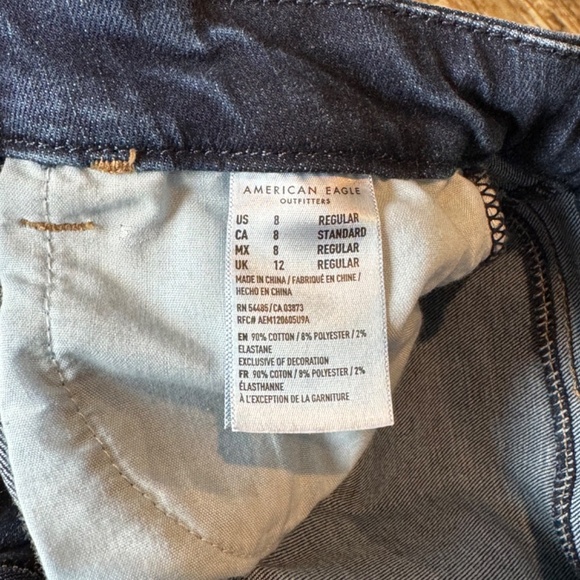 AMERICAN EAGLE
OUTFITTERS
US 8 REGULAR
CA 8 STANDARD
MX 8 REGULAR
UK 12 REGULAR
MADE IN CHINA / FABRIQUÉ EN CHINE /
HECHO EN CHINA
RN 54485 / CA 03873
RFC# AEM120605U9A
EN 90% COTTON / 8% POLYESTER / 2%
ELASTANE
EXCLUSIVE OF DECORATION
FR 90% COTON / 8% POLYESTER / 2%
ÉLASTHANNE
À L'EXCEPTION DE LA GARNITURE